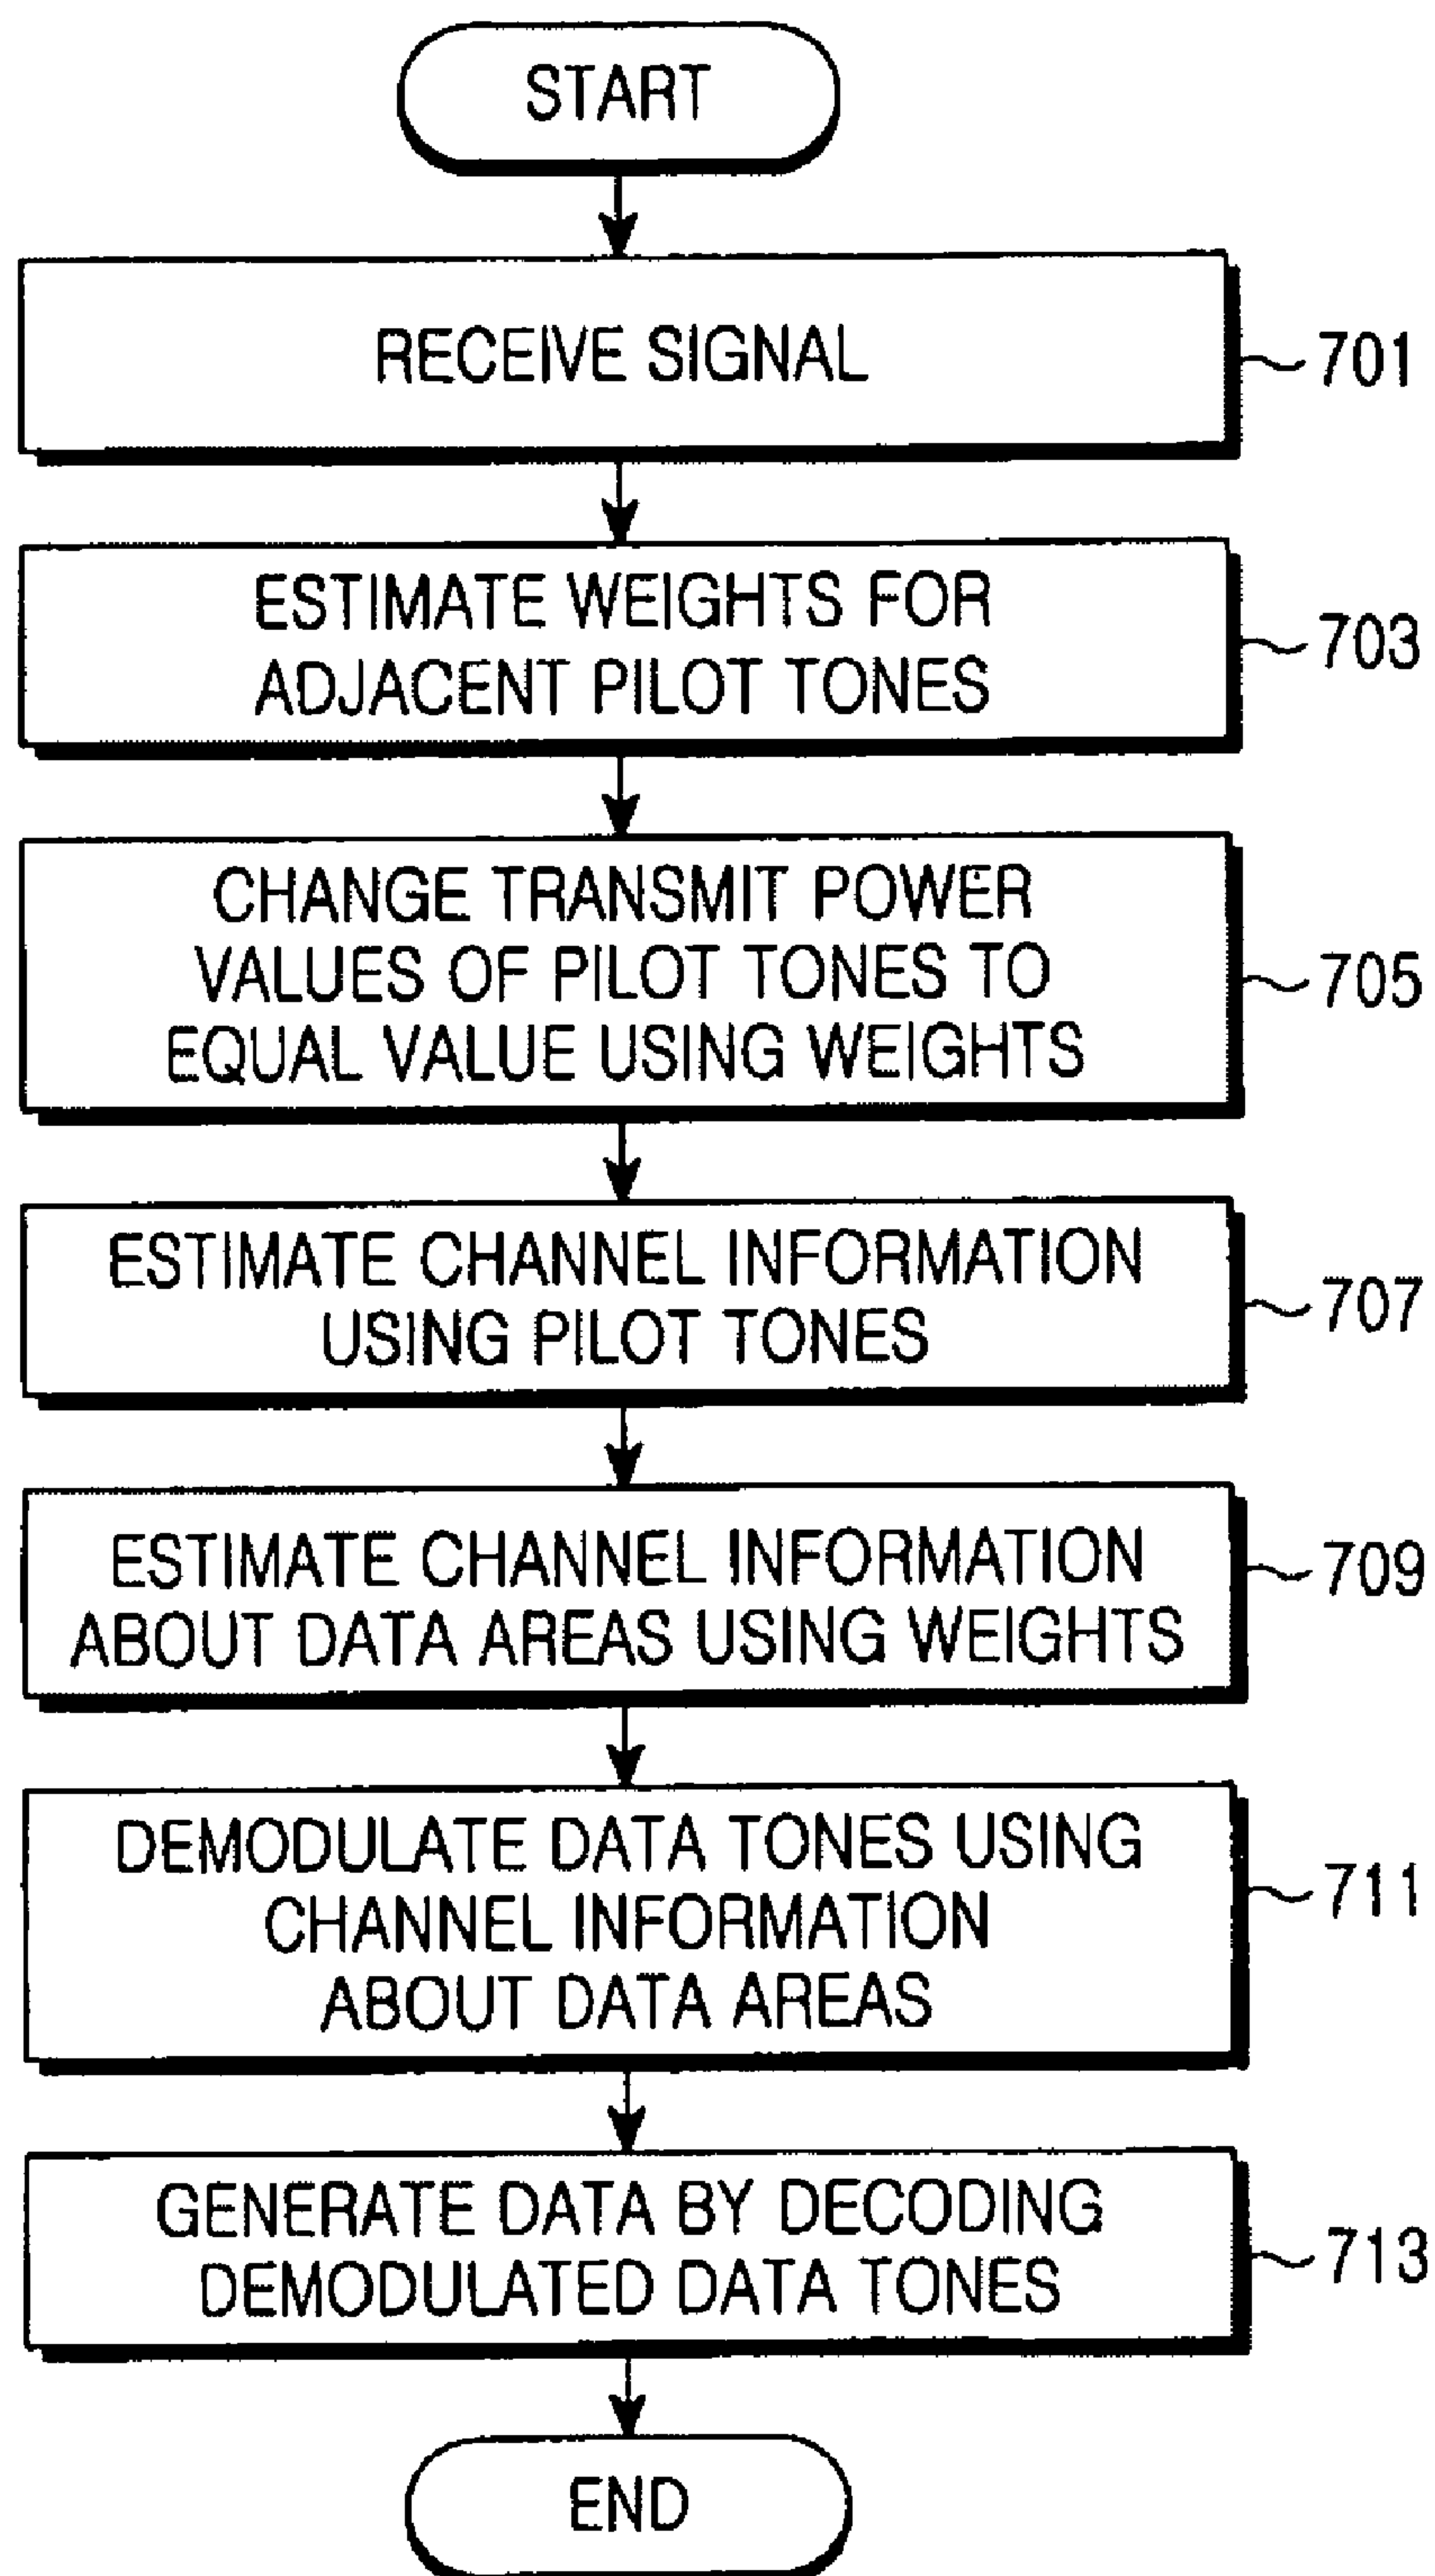 START
RECEIVE SIGNAL
701
ESTIMATE WEIGHTS FOR
ADJACENT PILOT TONES
703
CHANGE TRANSMIT POWER
VALUES OF PILOT TONES TO
EQUAL VALUE USING WEIGHTS
705
ESTIMATE CHANNEL INFORMATION
USING PILOT TONES
707
ESTIMATE CHANNEL INFORMATION
ABOUT DATA AREAS USING WEIGHTS
709
DEMODULATE DATA TONES USING
CHANNEL INFORMATION
ABOUT DATA AREAS
711
GENERATE DATA BY DECODING
DEMODULATED DATA TONES
713
END